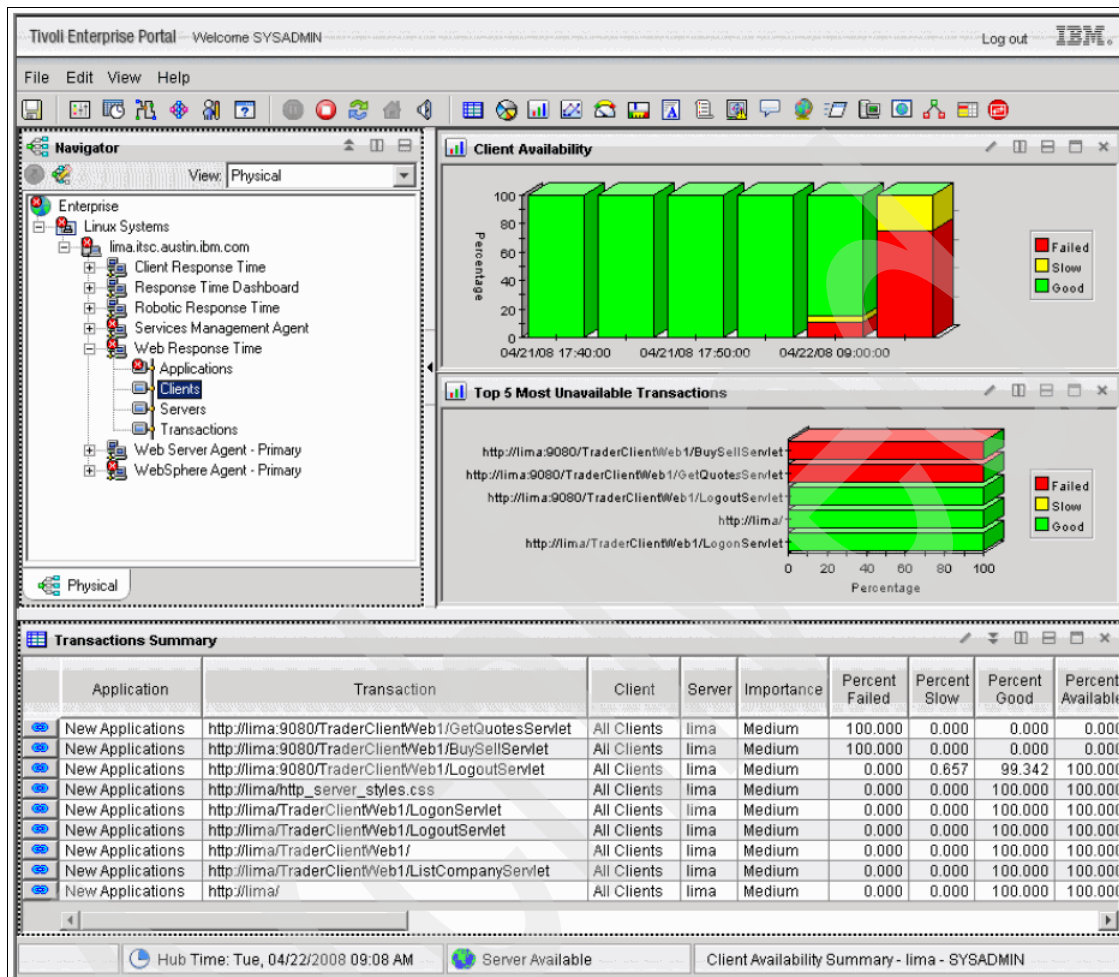 Tivoli Enterprise Portal Welcome SYSADMIN
Log out IBM.
File Edit View Help
Navigator
View: Physical
Enterprise
Linux Systems
lima.itsc.austin.ibm.com
Client Response Time
Response Time Dashboard
Robotic Response Time
Services Management Agent
Web Response Time
Applications
Clients
Servers
Transactions
Web Server Agent - Primary
WebSphere Agent - Primary
Physical
Client Availability
Percentage
100
80
60
40
20
0
04/21/08 17:40:00 04/21/08 17:50:00 04/22/08 09:00:00
Failed
Slow
Good
Top 5 Most Unavailable Transactions
http://lima:9080/TraderClientWeb1/BuySellServlet
http://lima:9080/TraderClientWeb1/GetQuotesServlet
http://lima:9080/TraderClientWeb1/LogoutServlet
http://lima/
http://lima/TraderClientWeb1/LogonServlet
0 20 40 60 80 100
Percentage
Failed
Slow
Good
Transactions Summary
Application Transaction Client Server Importance Percent Failed Percent Slow Percent Good Percent Available
New Applications http://lima:9080/TraderClientWeb1/GetQuotesServlet All Clients lima Medium 100.000 0.000 0.000 0.000
New Applications http://lima:9080/TraderClientWeb1/BuySellServlet All Clients lima Medium 100.000 0.000 0.000 0.000
New Applications http://lima:9080/TraderClientWeb1/LogoutServlet All Clients lima Medium 0.000 0.657 99.342 100.000
New Applications http://lima/http_server_styles.css All Clients lima Medium 0.000 0.000 100.000 100.000
New Applications http://lima/TraderClientWeb1/LogonServlet All Clients lima Medium 0.000 0.000 100.000 100.000
New Applications http://lima/TraderClientWeb1/LogoutServlet All Clients lima Medium 0.000 0.000 100.000 100.000
New Applications http://lima/TraderClientWeb1/ All Clients lima Medium 0.000 0.000 100.000 100.000
New Applications http://lima/TraderClientWeb1/ListCompanyServlet All Clients lima Medium 0.000 0.000 100.000 100.000
New Applications http://lima/ All Clients lima Medium 0.000 0.000 100.000 100.000
Hub Time: Tue, 04/22/2008 09:08 AM Server Available Client Availability Summary - lima - SYSADMIN